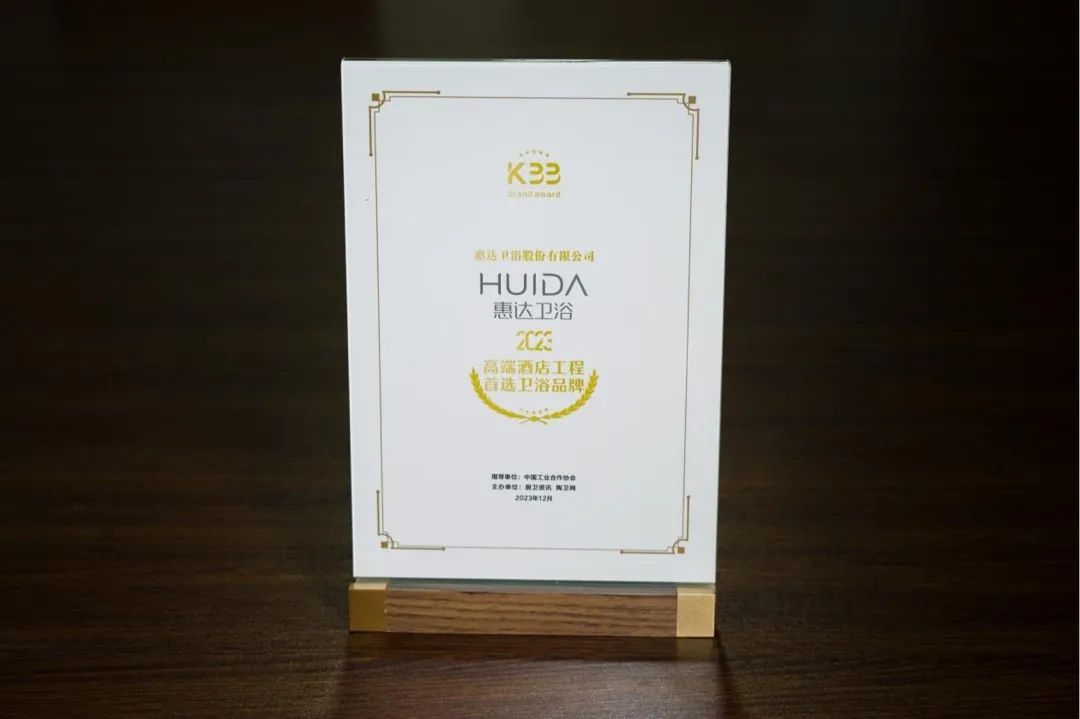 KBB
Brand award
惠达卫浴股份有限公司
HUIDA
惠达卫浴
2023
高端酒店工程
首选卫浴品牌
指导单位：中国工业合作协会
主办单位：厨卫资讯 陶卫网
2023年12月